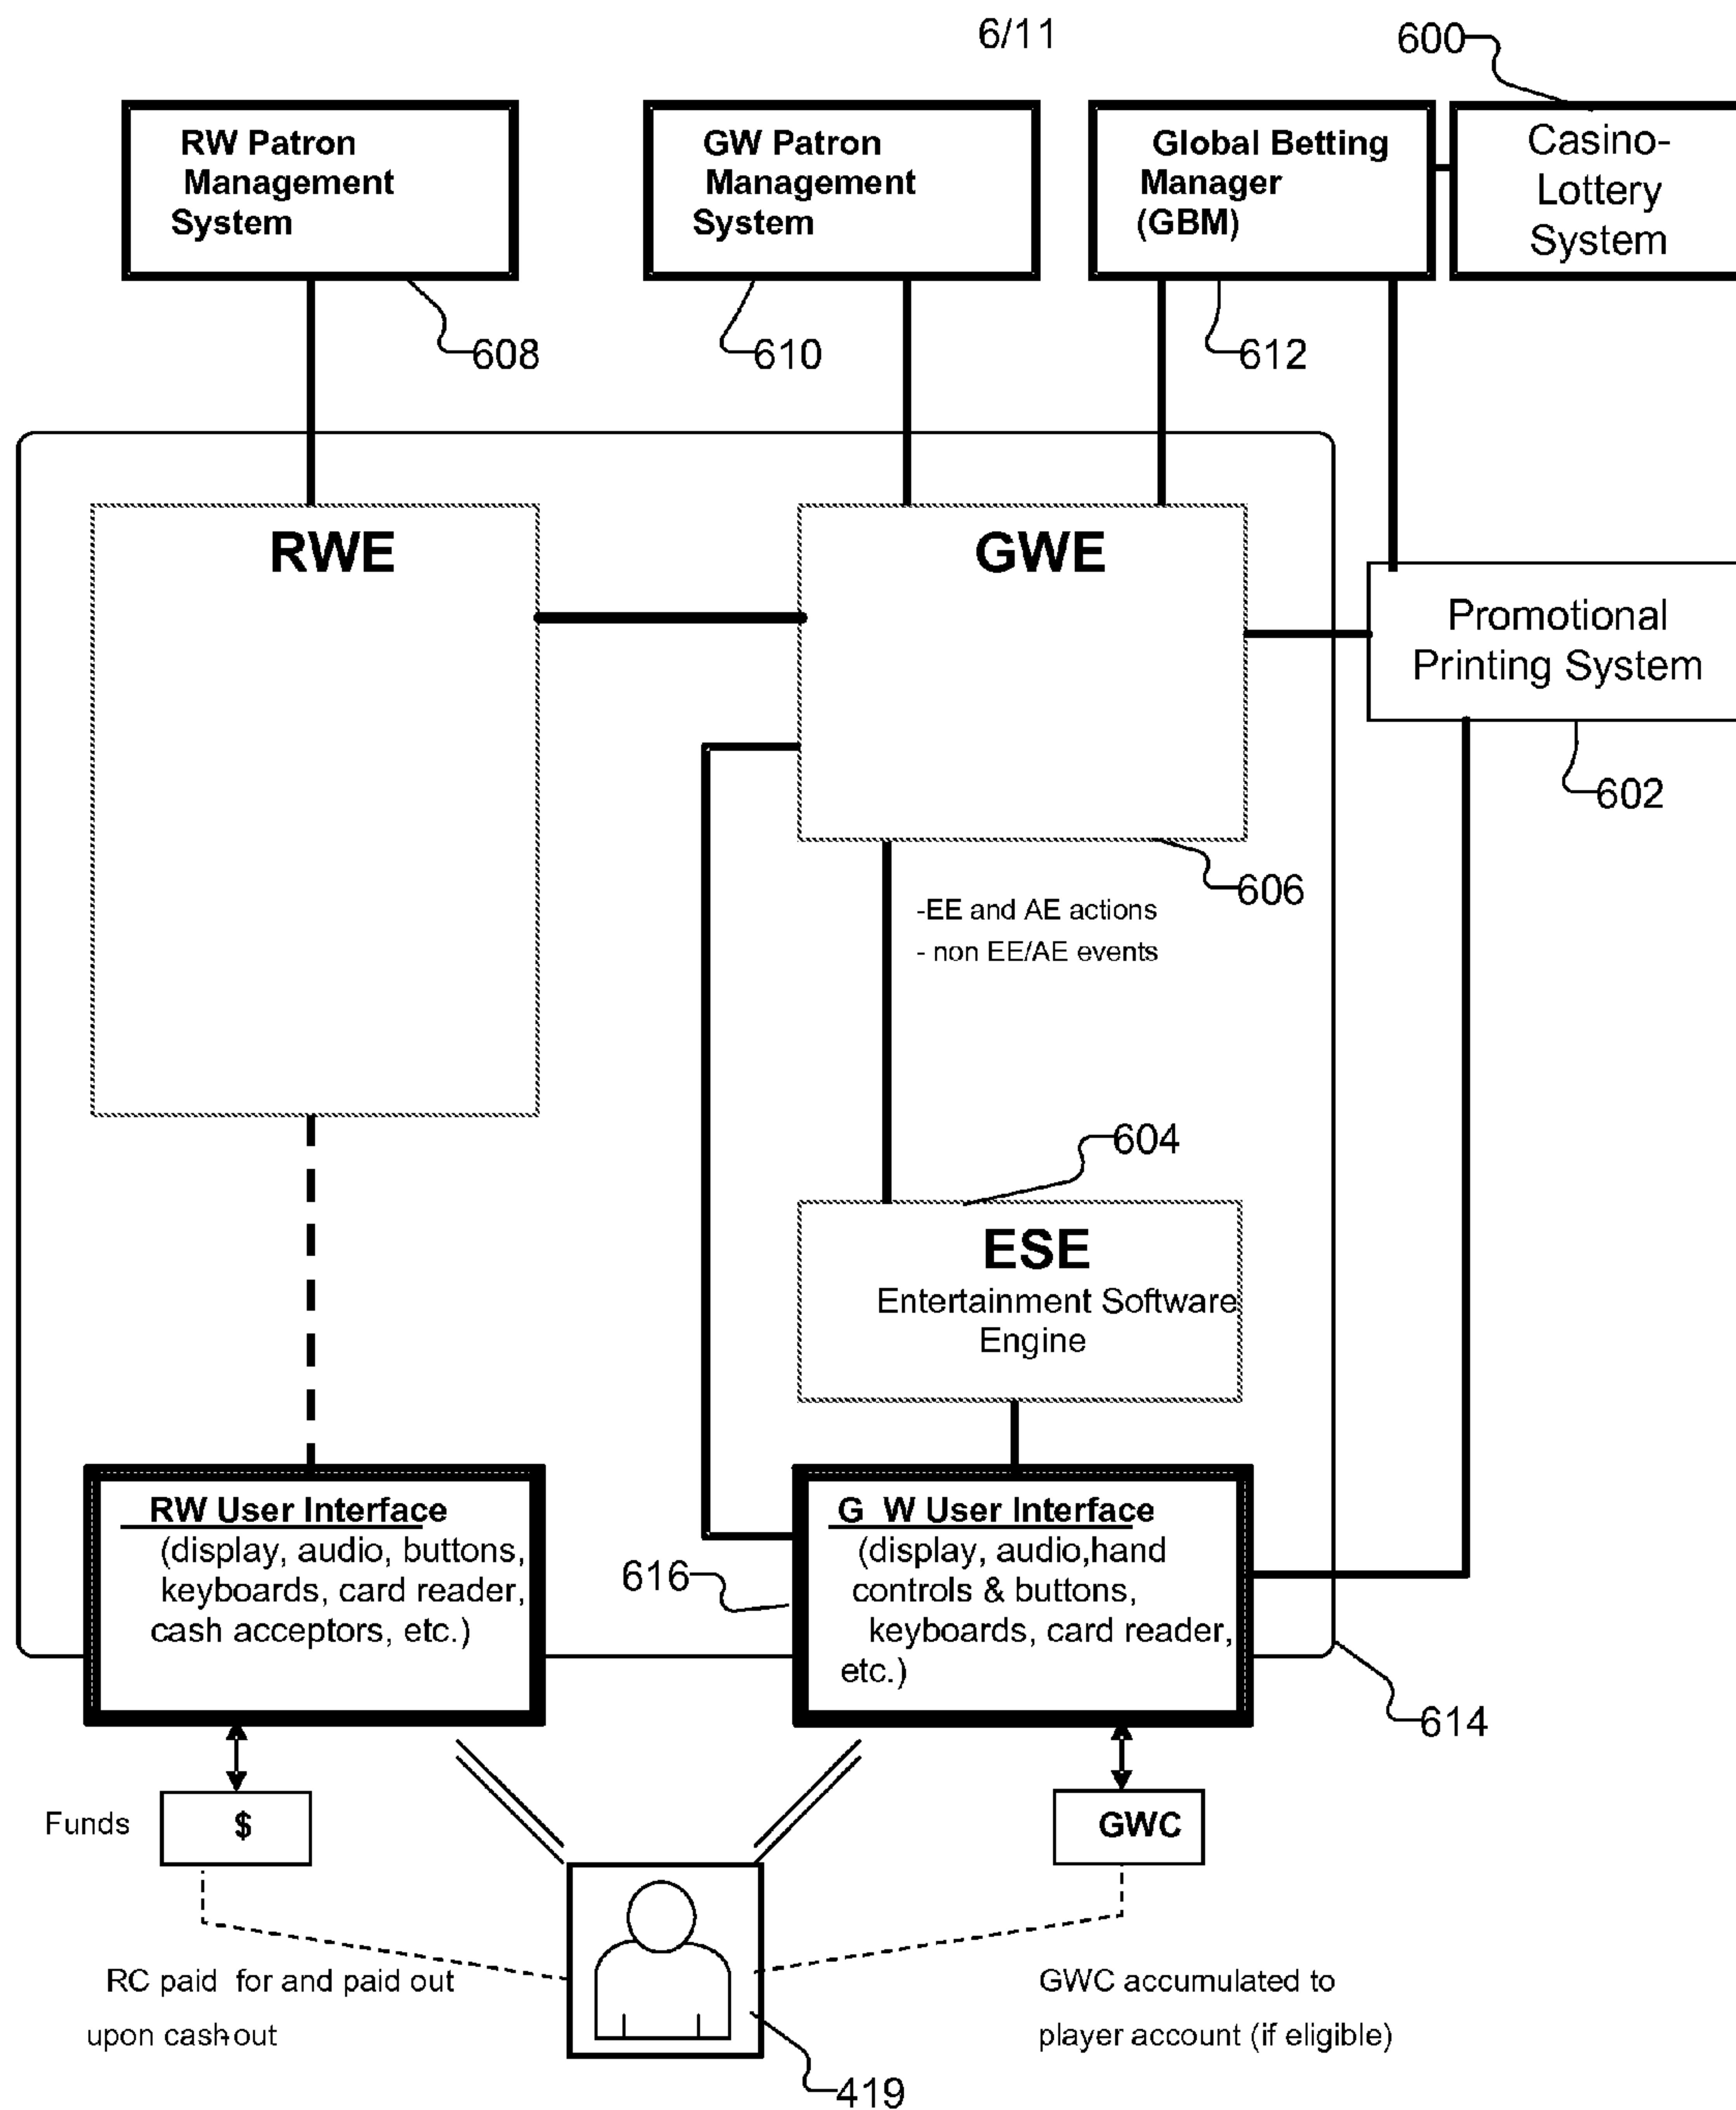 6/11
600
RW Patron
Management
System
GW Patron
Management
System
Global Betting
Manager
(GBM)
Casino-
Lottery
System
608
610
612
RWE
GWE
Promotional
Printing System
602
606
-EE and AE actions
- non EE/AE events
604
ESE
Entertainment Software
Engine
RW User Interface
(display, audio, buttons,
keyboards, card reader,
cash acceptors, etc.)
616
G W User Interface
(display, audio,hand
controls & buttons,
keyboards, card reader,
etc.)
614
Funds
$
GWC
RC paid for and paid out
upon cash-out
GWC accumulated to
player account (if eligible)
419